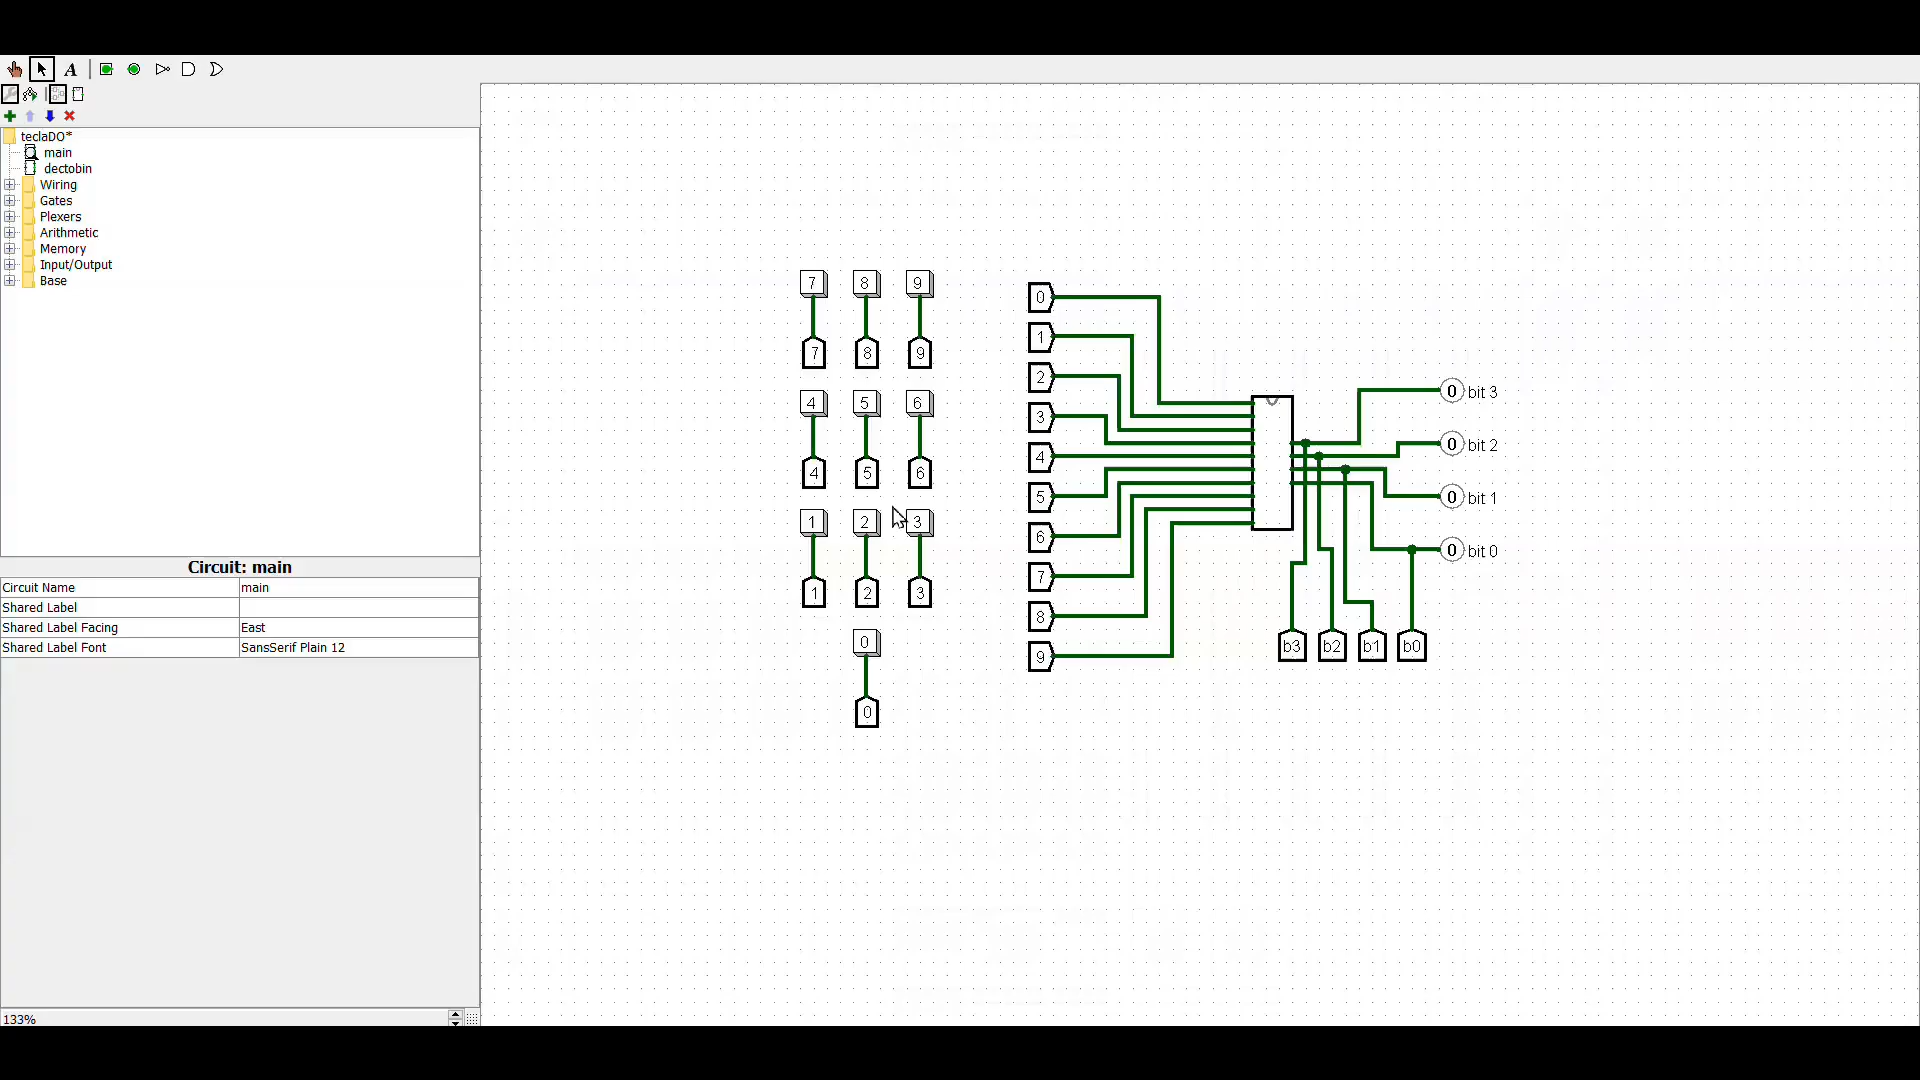 A
teclaDO*
main
dectobin
Wiring
Gates
Plexers
Arithmetic
Memory
Input/Output
Base
Circuit: main
Circuit Name main
Shared Label
Shared Label Facing East
Shared Label Font SansSerif Plain 12
133%
7 8 9
7 8 9
4 5 6
4 5 6
1 2 3
1 2 3
0
0
0
1
2
3
4
5
6
7
8
9
0 bit 3
0 bit 2
0 bit 1
0 bit 0
b3 b2 b1 b0